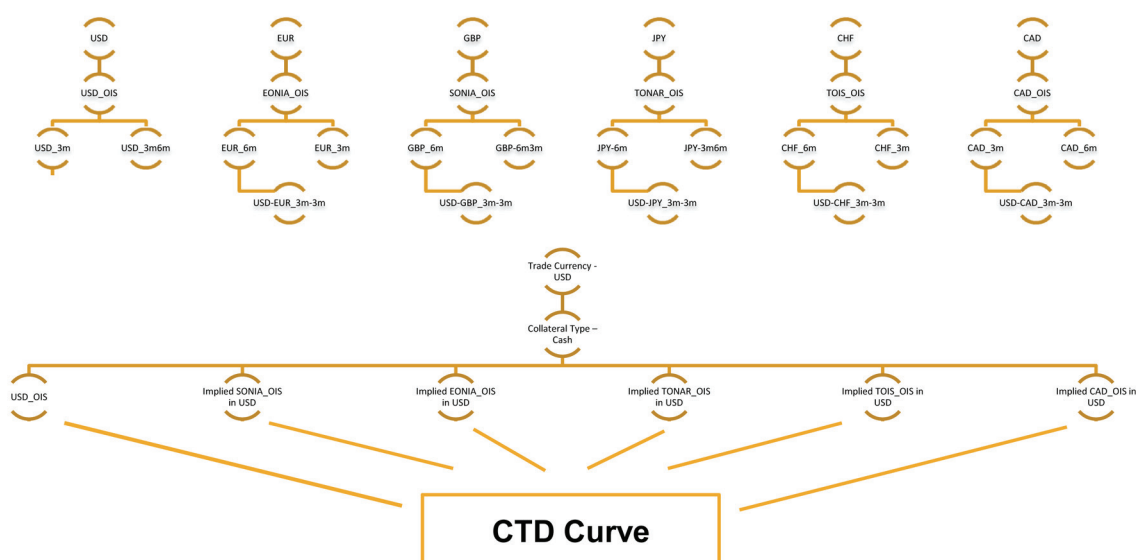 USD
EUR
GBP
JPY
CHF
CAD
USD_OIS
EONIA_OIS
SONIA_OIS
TONAR_OIS
TOIS_OIS
CAD_OIS
USD_3m
USD_3m6m
EUR_6m
EUR_3m
GBP_6m
GBP-6m3m
JPY-6m
JPY-3m6m
CHF_6m
CHF_3m
CAD_3m
CAD_6m
USD-EUR_3m-3m
USD-GBP_3m-3m
USD-JPY_3m-3m
USD-CHF_3m-3m
USD-CAD_3m-3m
Trade Currency -
USD
Collateral Type –
Cash
USD_OIS
Implied SONIA_OIS
in USD
Implied EONIA_OIS
in USD
Implied TONAR_OIS
in USD
Implied TOIS_OIS in
USD
Implied CAD_OIS in
USD
CTD Curve